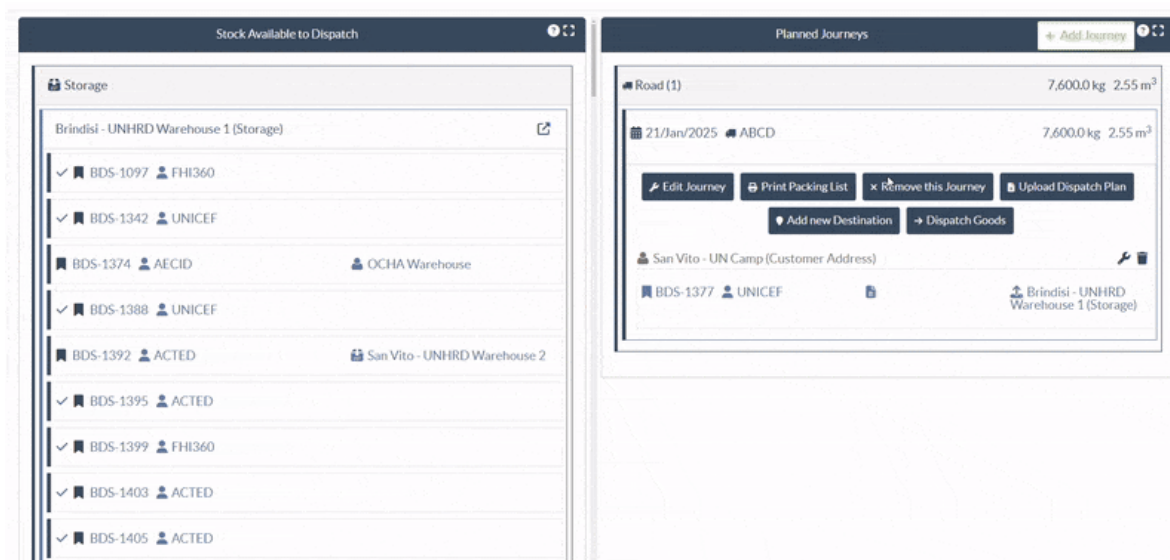 Stock Available to Dispatch
Storage
Brindisi - UNHRD Warehouse 1 (Storage)
BDS-1097 FHI360
BDS-1342 UNICEF
BDS-1374 AECID OCHA Warehouse
BDS-1388 UNICEF
BDS-1392 ACTED San Vito - UNHRD Warehouse 2
BDS-1395 ACTED
BDS-1399 FHI360
BDS-1403 ACTED
BDS-1405 ACTED
Planned Journeys
+ Add Journey
Road (1) 7,600.0 kg 2.55 m³
21/Jan/2025 ABCD 7,600.0 kg 2.55 m³
Edit Journey Print Packing List × Remove this Journey Upload Dispatch Plan
Add new Destination → Dispatch Goods
San Vito - UN Camp (Customer Address)
BDS-1377 UNICEF Brindisi - UNHRD
Warehouse 1 (Storage)